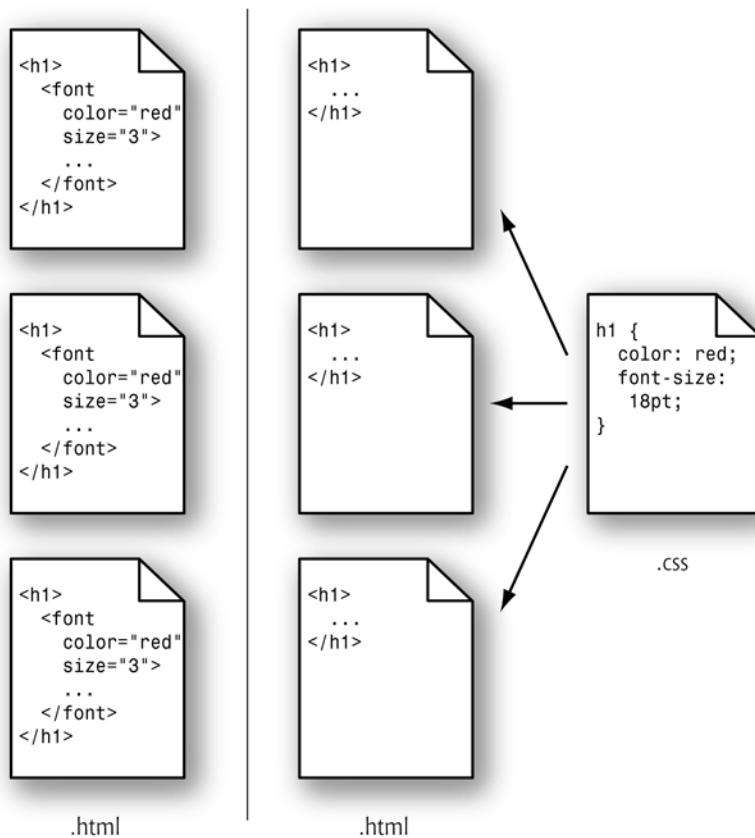 <h1>
<font
color="red"
size="3">
...
</font>
</h1>
<h1>
<font
color="red"
size="3">
...
</font>
</h1>
<h1>
<font
color="red"
size="3">
...
</font>
</h1>
.html
<h1>
...
</h1>
<h1>
...
</h1>
<h1>
...
</h1>
.html
h1 {
color: red;
font-size:
18pt;
}
.css